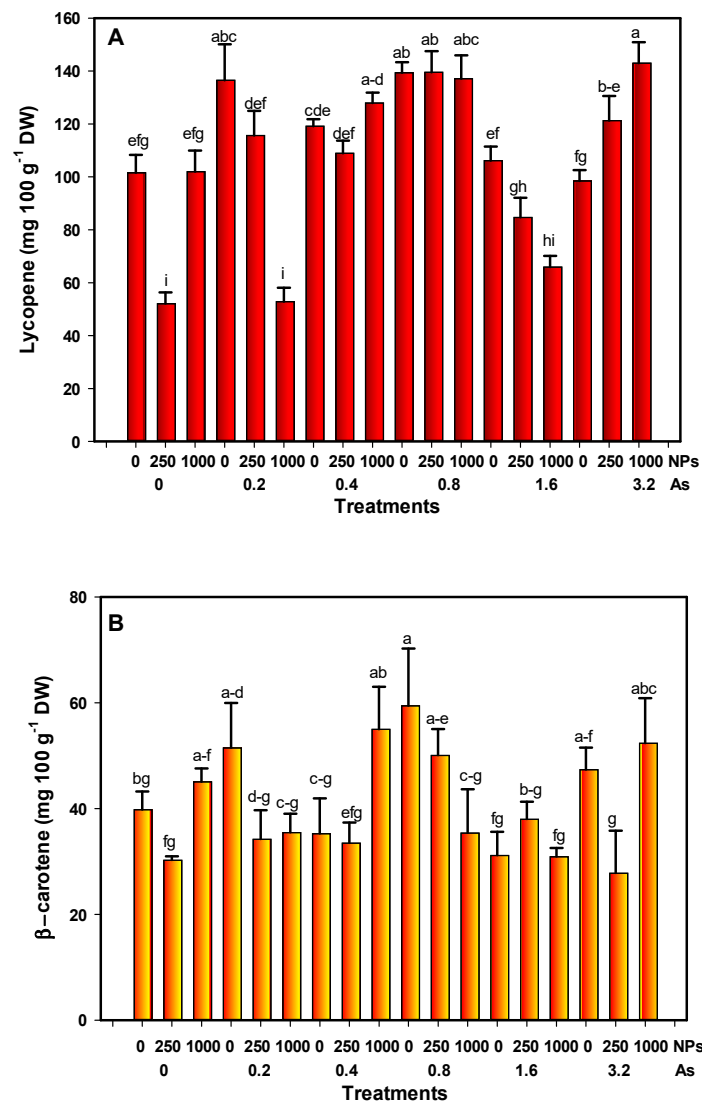 A
Lycopene (mg 100 g-1 DW)
160
140
120
100
80
60
40
20
0
efg i efg abc def i cde def a-d ab ab abc ef gh hi fg b-e a
0 250 1000 0 250 1000 0 250 1000 0 250 1000 0 250 1000 0 250 1000 NPs
0 0.2 0.4 0.8 1.6 3.2 As
Treatments
B
β–carotene (mg 100 g-1 DW)
80
60
40
20
0
bg fg a-f a-d d-g c-g c-g efg ab a a-e c-g fg b-g fg a-f g abc
0 250 1000 0 250 1000 0 250 1000 0 250 1000 0 250 1000 0 250 1000 NPs
0 0.2 0.4 0.8 1.6 3.2 As
Treatments